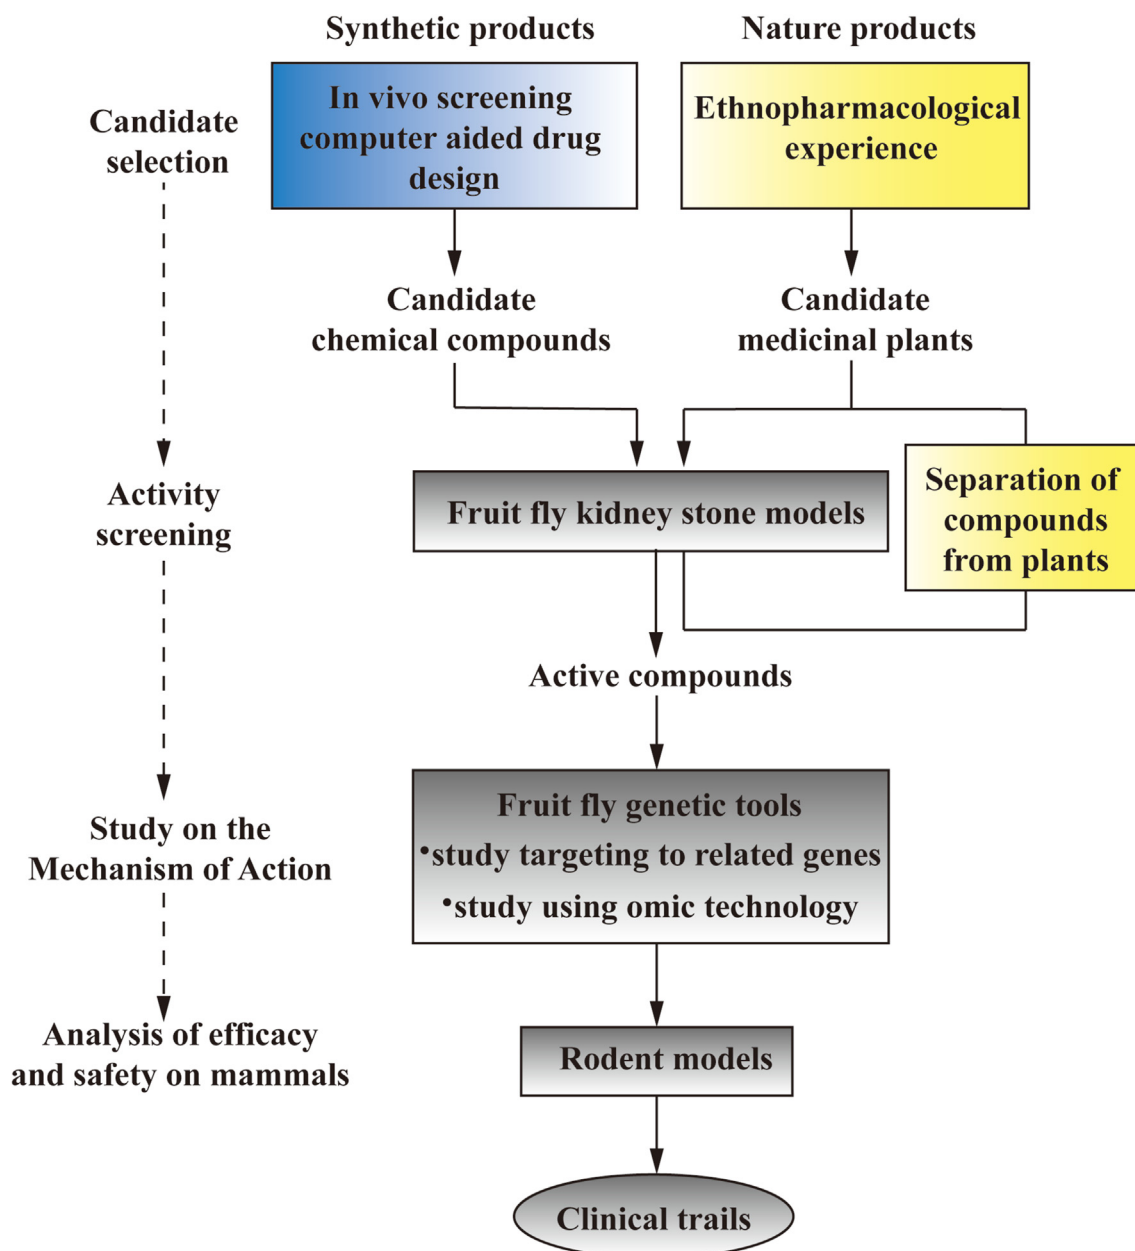 Synthetic products
Nature products
Candidate
selection
In vivo screening
computer aided drug
design
Ethnopharmacological
experience
Candidate
chemical compounds
Candidate
medicinal plants
Activity
screening
Fruit fly kidney stone models
Separation of
compounds
from plants
Active compounds
Study on the
Mechanism of Action
Fruit fly genetic tools
•study targeting to related genes
•study using omic technology
Analysis of efficacy
and safety on mammals
Rodent models
Clinical trails